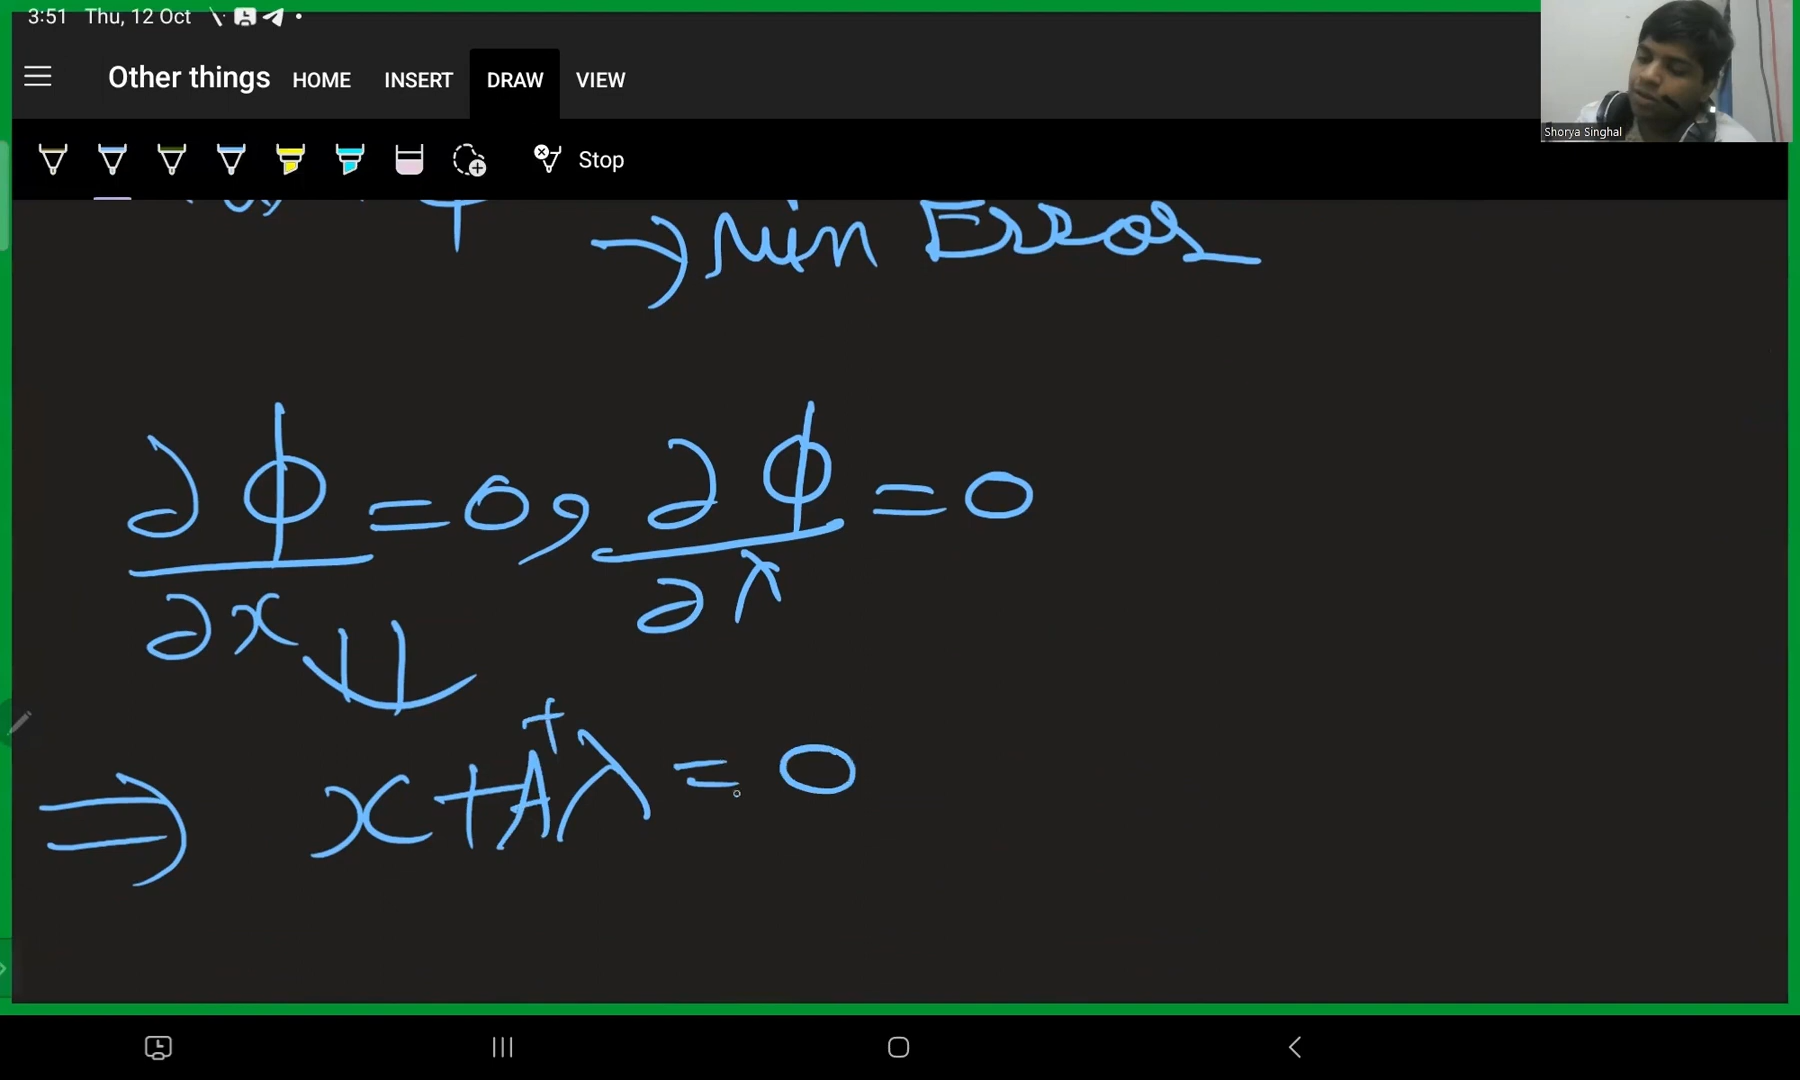 3:51 Thu, 12 Oct
Shorya Singhal
Other things HOME INSERT DRAW VIEW
Stop
→ Min Error
∂ϕ/∂x = 0, ∂ϕ/∂λ = 0
⇒ x + A^T λ = 0